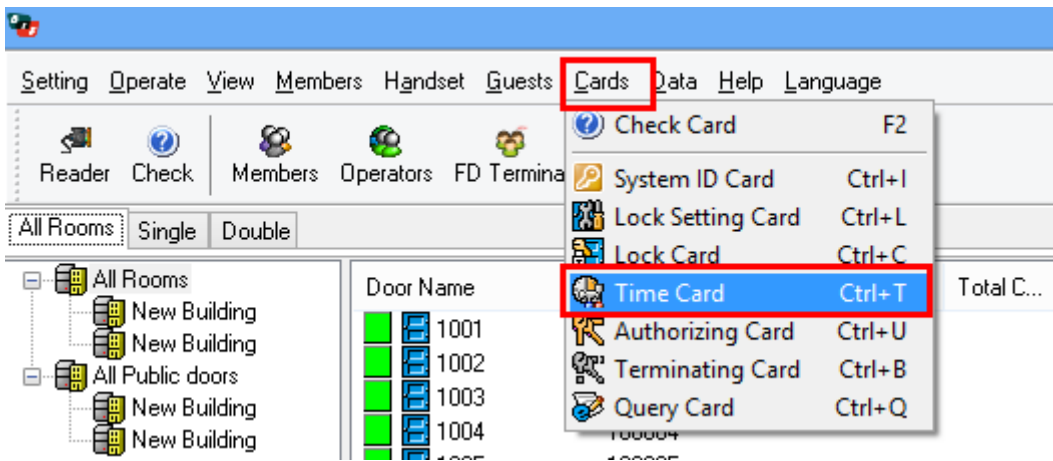 Setting Operate View Members Handset Guests Cards Data Help Language
Reader Check Members Operators FD Termina
Check Card F2
System ID Card Ctrl+I
Lock Setting Card Ctrl+L
Lock Card Ctrl+C
Time Card Ctrl+T
Authorizing Card Ctrl+U
Terminating Card Ctrl+B
Query Card Ctrl+Q
All Rooms Single Double
All Rooms
New Building
New Building
All Public doors
New Building
New Building
Door Name Total C...
1001
1002
1003
1004